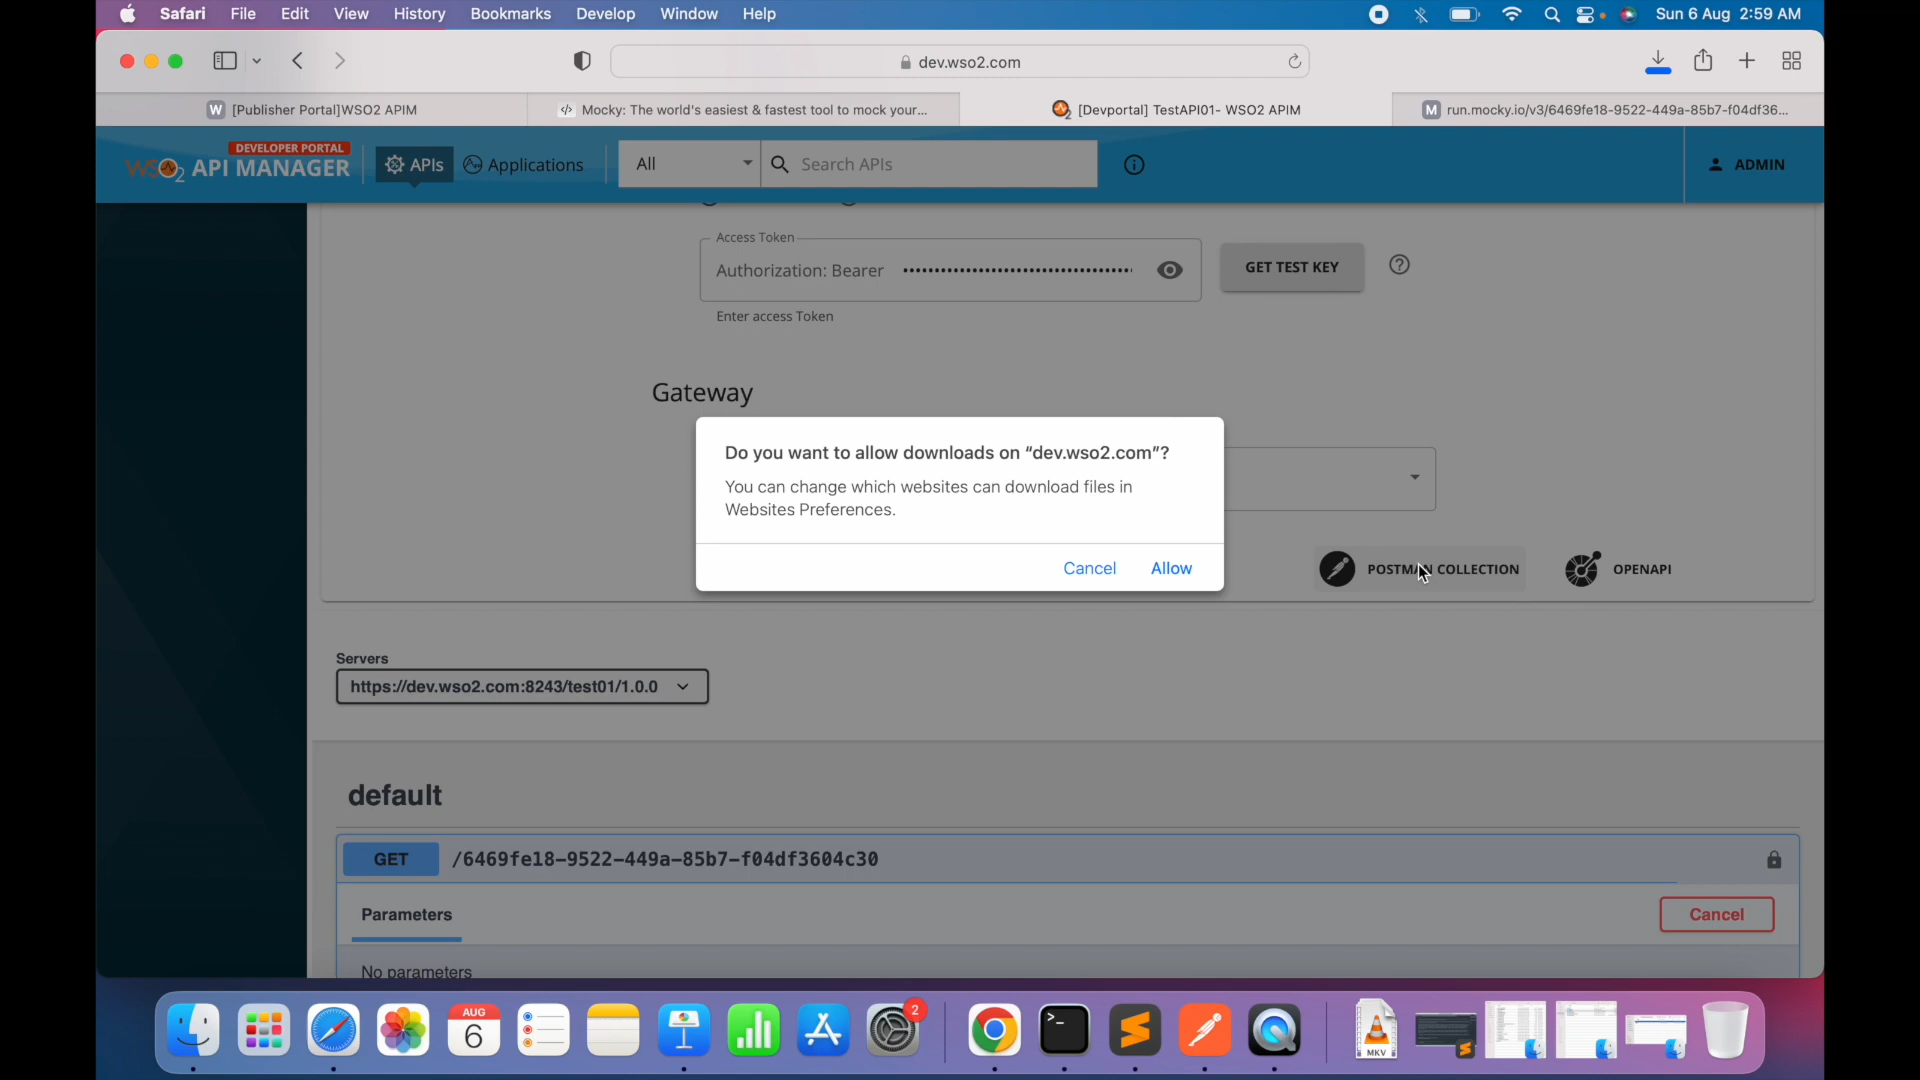 Safari File Edit View History Bookmarks Develop Window Help Sun 6 Aug 2:59 AM
dev.wso2.com
W [Publisher Portal]WSO2 APIM
</> Mocky: The world's easiest & fastest tool to mock your...
[Devportal] TestAPI01- WSO2 APIM
M run.mocky.io/v3/6469fe18-9522-449a-85b7-f04df36...
DEVELOPER PORTAL
WSO2 API MANAGER
APIs
Applications
All
Search APIs
ADMIN
Access Token
Authorization: Bearer
GET TEST KEY
Enter access Token
Gateway
Do you want to allow downloads on “dev.wso2.com”?
You can change which websites can download files in
Websites Preferences.
Cancel Allow
POSTMAN COLLECTION
OPENAPI
Servers
https://dev.wso2.com:8243/test01/1.0.0
default
GET /6469fe18-9522-449a-85b7-f04df3604c30
Parameters
Cancel
No parameters
AUG
6
2
MKV